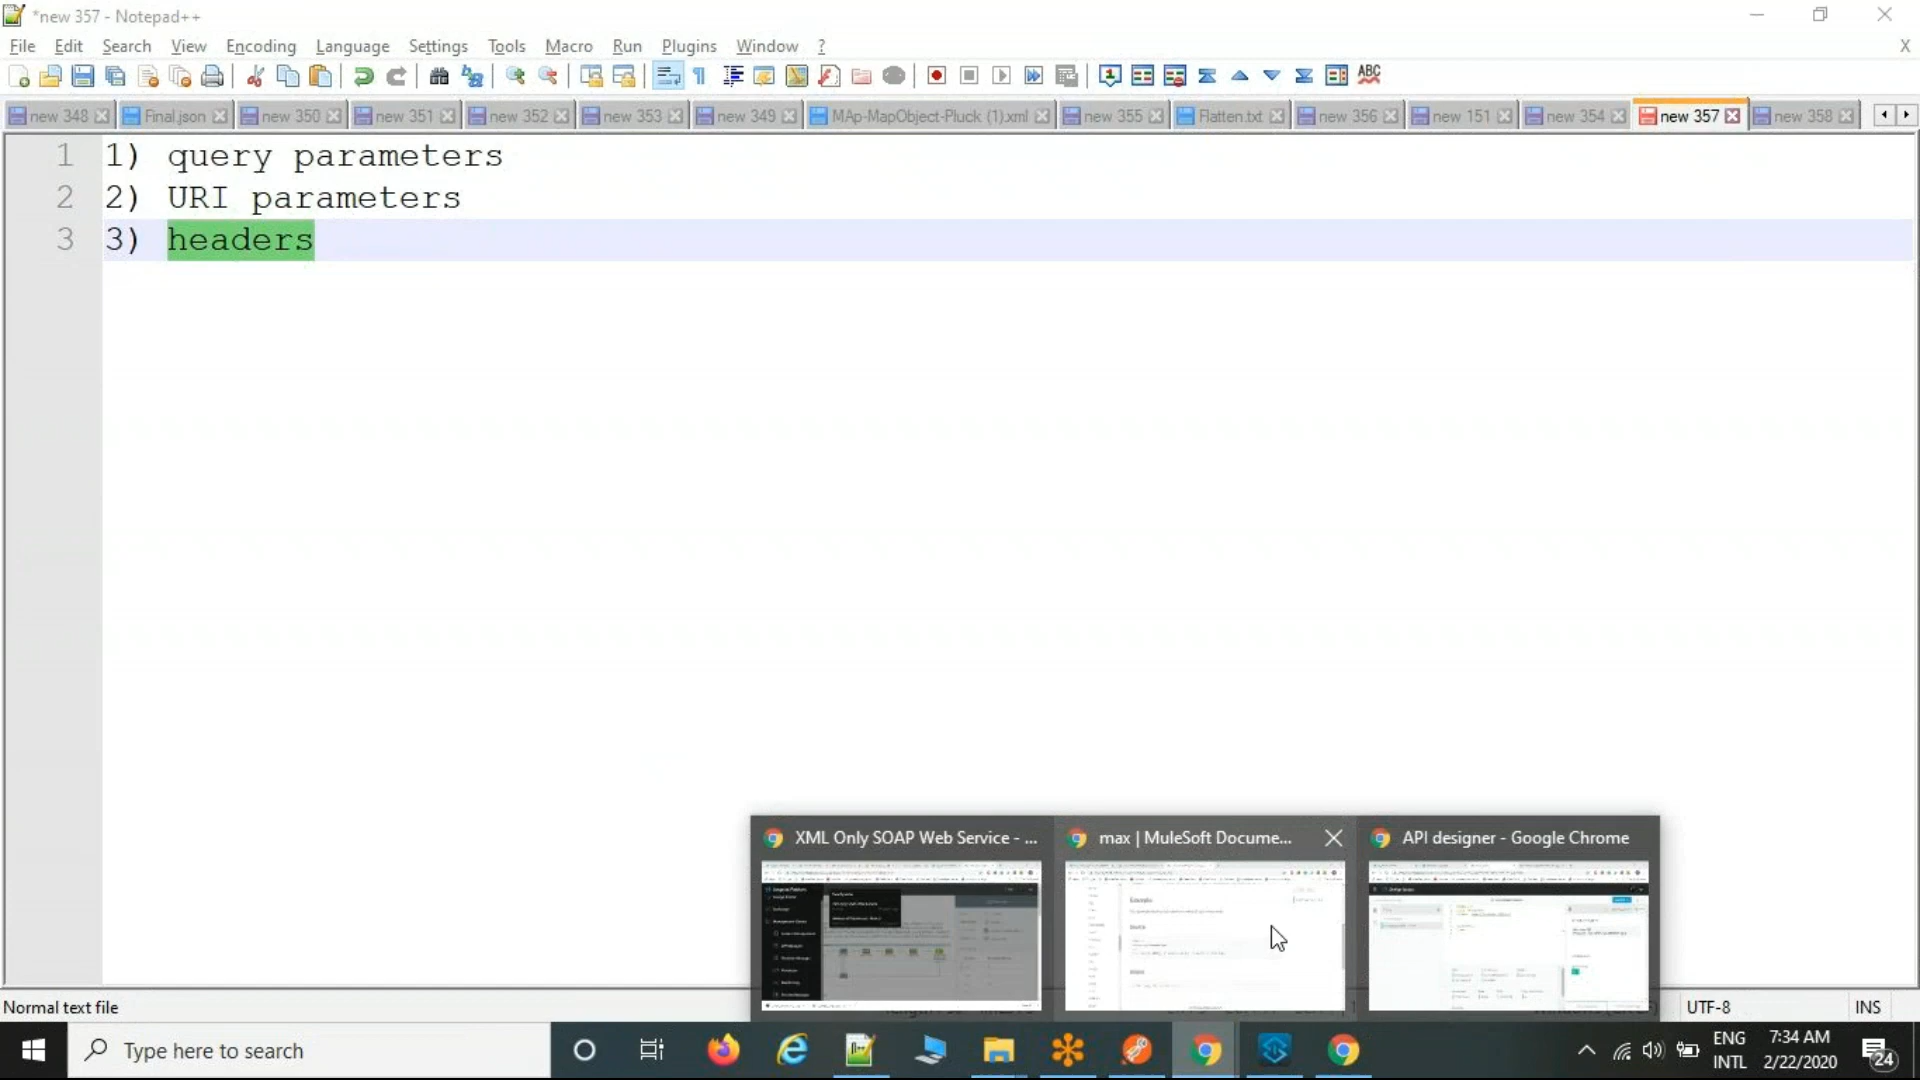 *new 357 - Notepad++
File Edit Search View Encoding Language Settings Tools Macro Run Plugins Window ?
X
new 348 Final.json new 350 new 351 new 352 new 353 new 349 MAp-MapObject-Pluck (1).xml new 355 Flatten.txt new 356 new 151 new 354 new 357 new 358
1 1) query parameters
2 2) URI parameters
3 3) headers
XML Only SOAP Web Service - ... max | MuleSoft Docume... API designer - Google Chrome
Normal text file UTF-8 INS
Type here to search
ENG 7:34 AM
INTL 2/22/2020 24